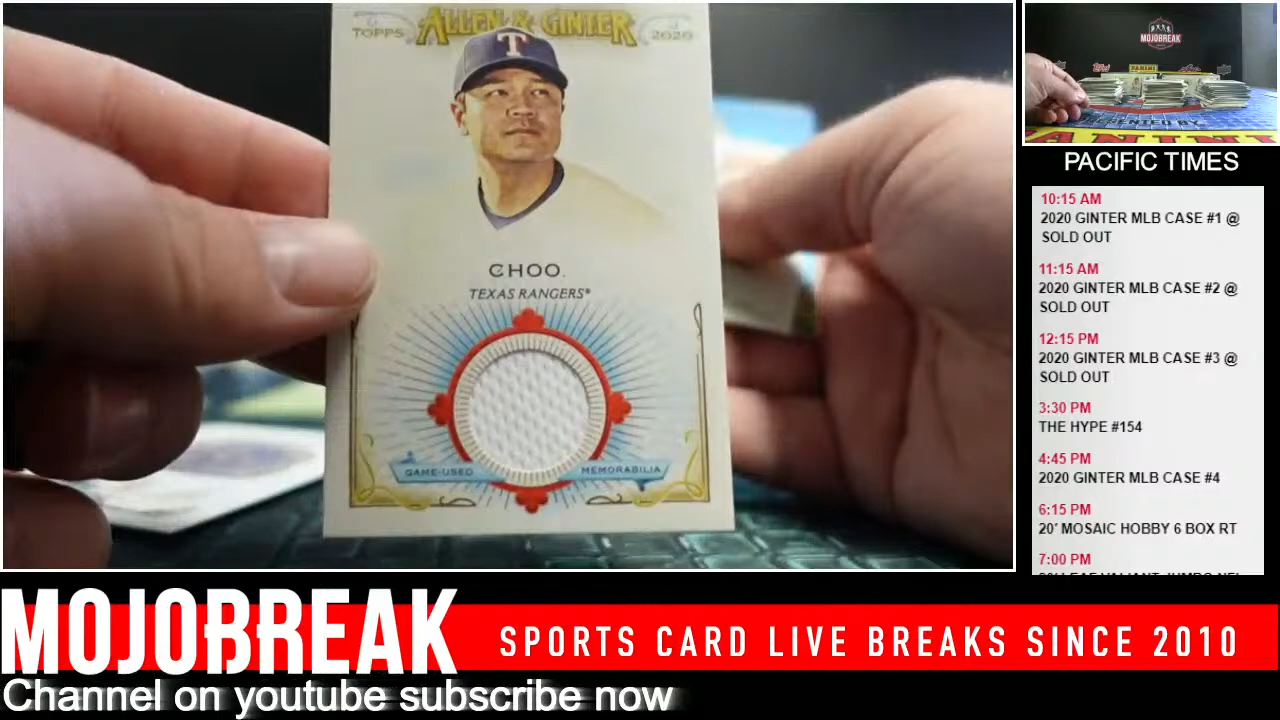 TOPPS
ALLEN & GINTER
2020
T
CHOO.
TEXAS RANGERS®
GAME-USED
MEMORABILIA
MOJOBREAK
PANINI
PACIFIC TIMES
10:15 AM
2020 GINTER MLB CASE #1 @
SOLD OUT
11:15 AM
2020 GINTER MLB CASE #2 @
SOLD OUT
12:15 PM
2020 GINTER MLB CASE #3 @
SOLD OUT
3:30 PM
THE HYPE #154
4:45 PM
2020 GINTER MLB CASE #4
6:15 PM
20' MOSAIC HOBBY 6 BOX RT
7:00 PM
MOJOBREAK
SPORTS CARD LIVE BREAKS SINCE 2010
Channel on youtube subscribe now